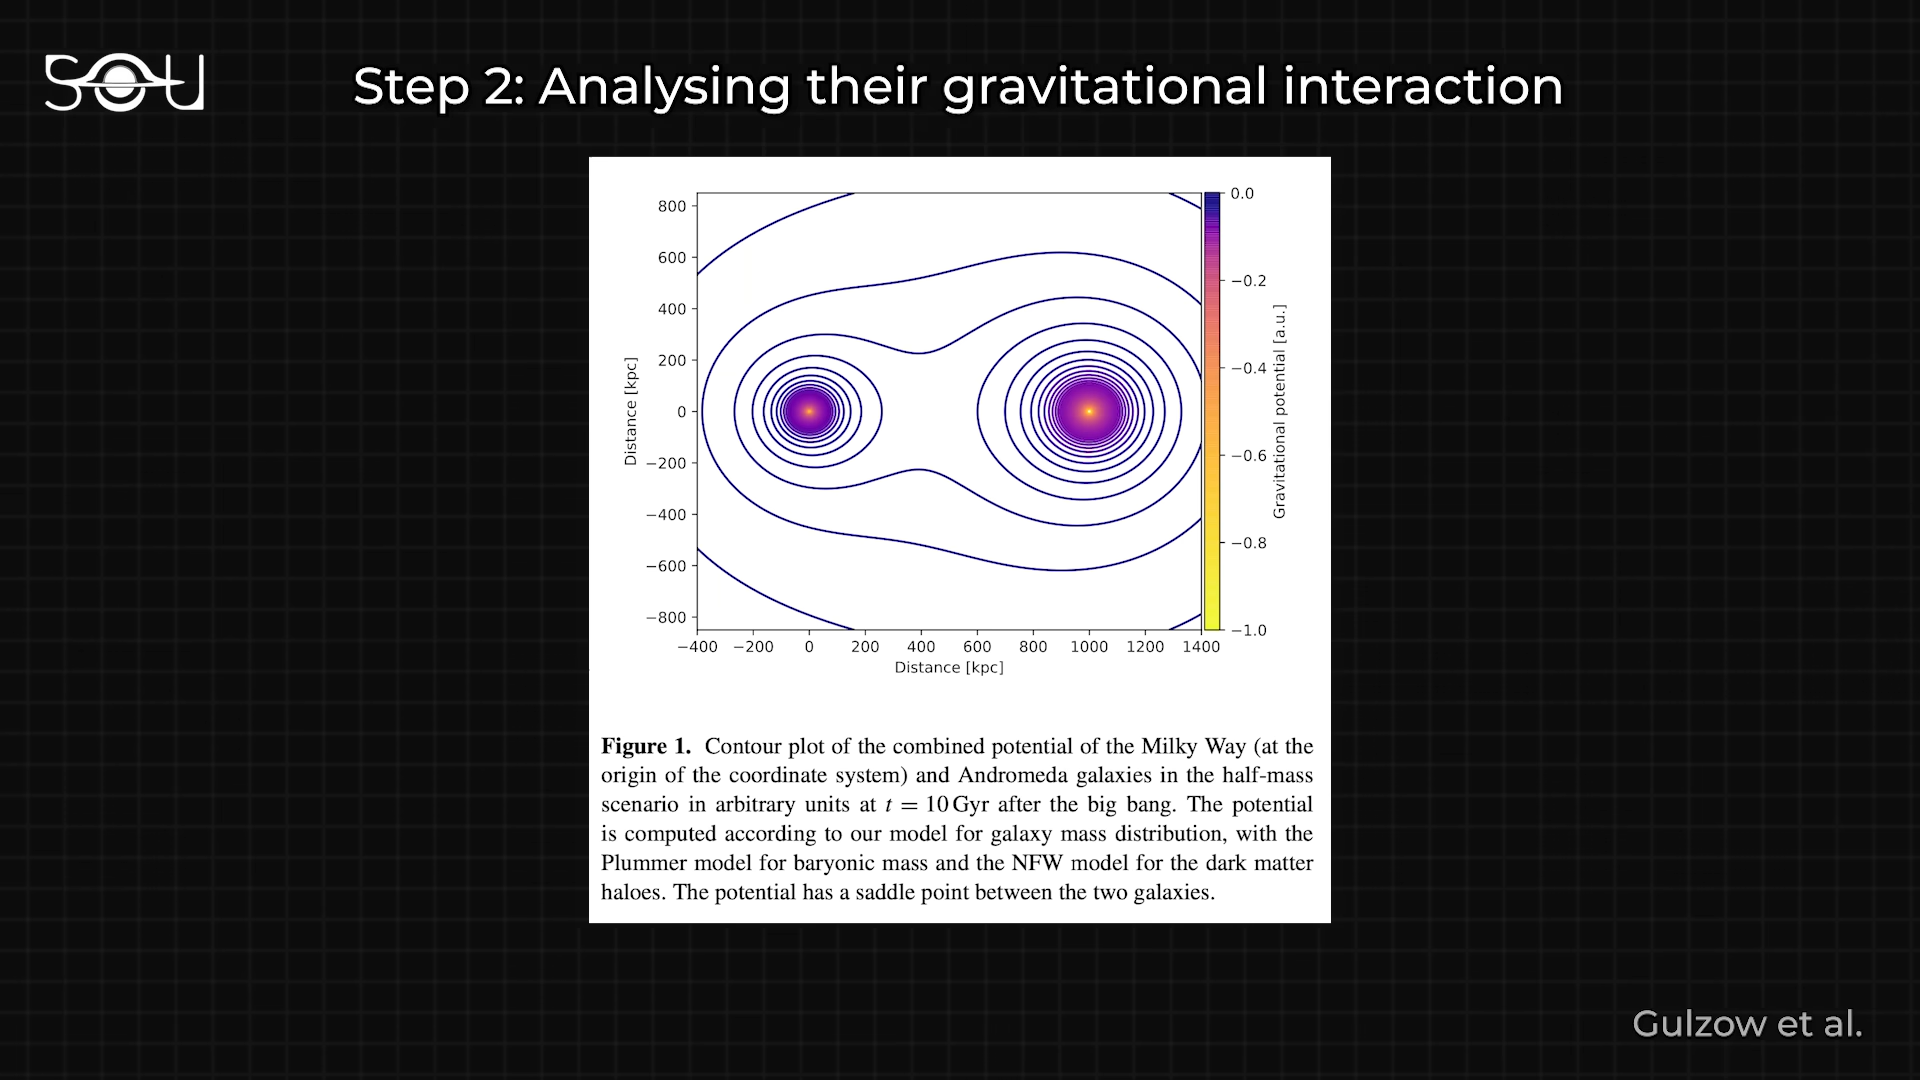 SOU
Step 2: Analysing their gravitational interaction
800
600
400
200
0
−200
−400
−600
−800
Distance [kpc]
−400 −200 0 200 400 600 800 1000 1200 1400
Distance [kpc]
0.0
−0.2
−0.4
−0.6
−0.8
−1.0
Gravitational potential [a.u.]
Figure 1. Contour plot of the combined potential of the Milky Way (at the
origin of the coordinate system) and Andromeda galaxies in the half-mass
scenario in arbitrary units at t = 10 Gyr after the big bang. The potential
is computed according to our model for galaxy mass distribution, with the
Plummer model for baryonic mass and the NFW model for the dark matter
haloes. The potential has a saddle point between the two galaxies.
Gulzow et al.